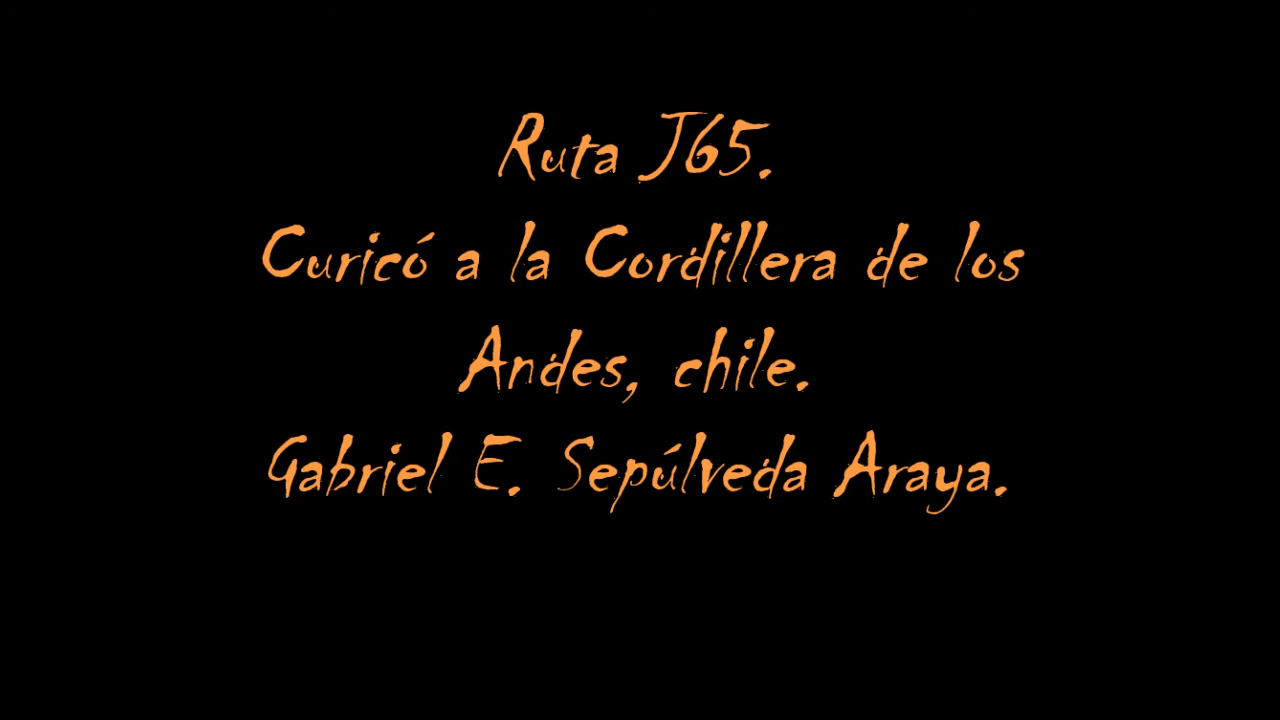 Ruta J65.
Curicó a la Cordillera de los
Andes, chile.
Gabriel E. Sepúlveda Araya.